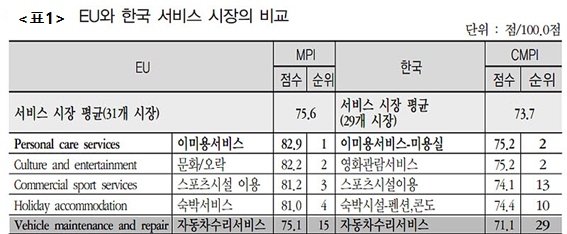 <표1> EU와 한국 서비스 시장의 비교
단위 : 점/100.0점
EU MPI 한국 CMPI
점수 순위 점수 순위
서비스 시장 평균(31개 시장) 75.6 서비스 시장 평균 (29개 시장) 73.7
Personal care services 이미용서비스 82.9 1 이미용서비스-미용실 75.2 2
Culture and entertainment 문화/오락 82.2 2 영화관람서비스 75.2 2
Commercial sport services 스포츠시설 이용 81.2 3 스포츠시설이용 74.1 13
Holiday accommodation 숙박서비스 81.0 4 숙박시설-펜션,콘도 74.4 10
Vehicle maintenance and repair 자동차수리서비스 75.1 15 자동차수리서비스 71.1 29